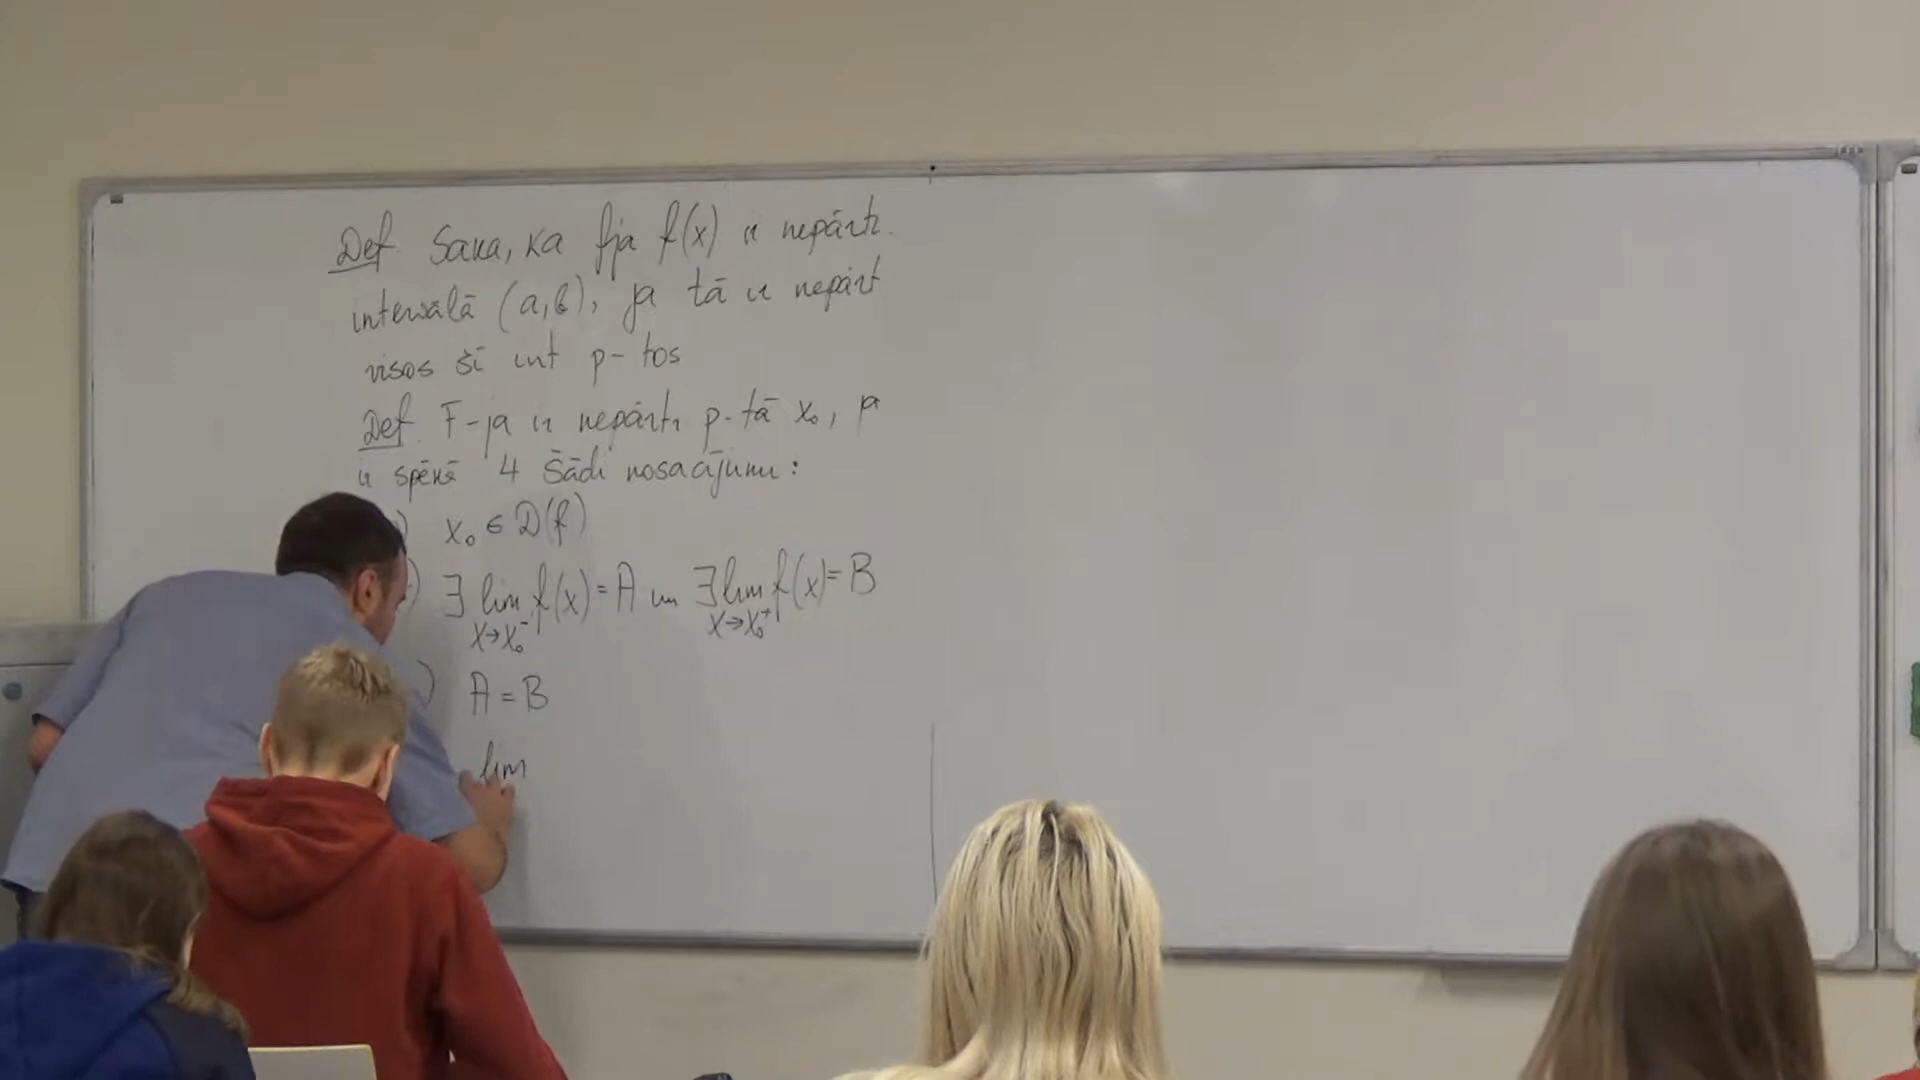 Def. Saka, ka fja f(x) ir nepārtr.
intervālā (a,b), ja tā ir nepārt
visos šī int p-tos
Def. F-ja ir nepārtr p-tā x₀, ja
ir spēkā 4 šādi nosacījumi:
) x₀ ∈ D(f)
) ∃ lim f(x) = A un ∃ lim f(x) = B
x→x₀⁻ x→x₀⁺
) A = B
lim